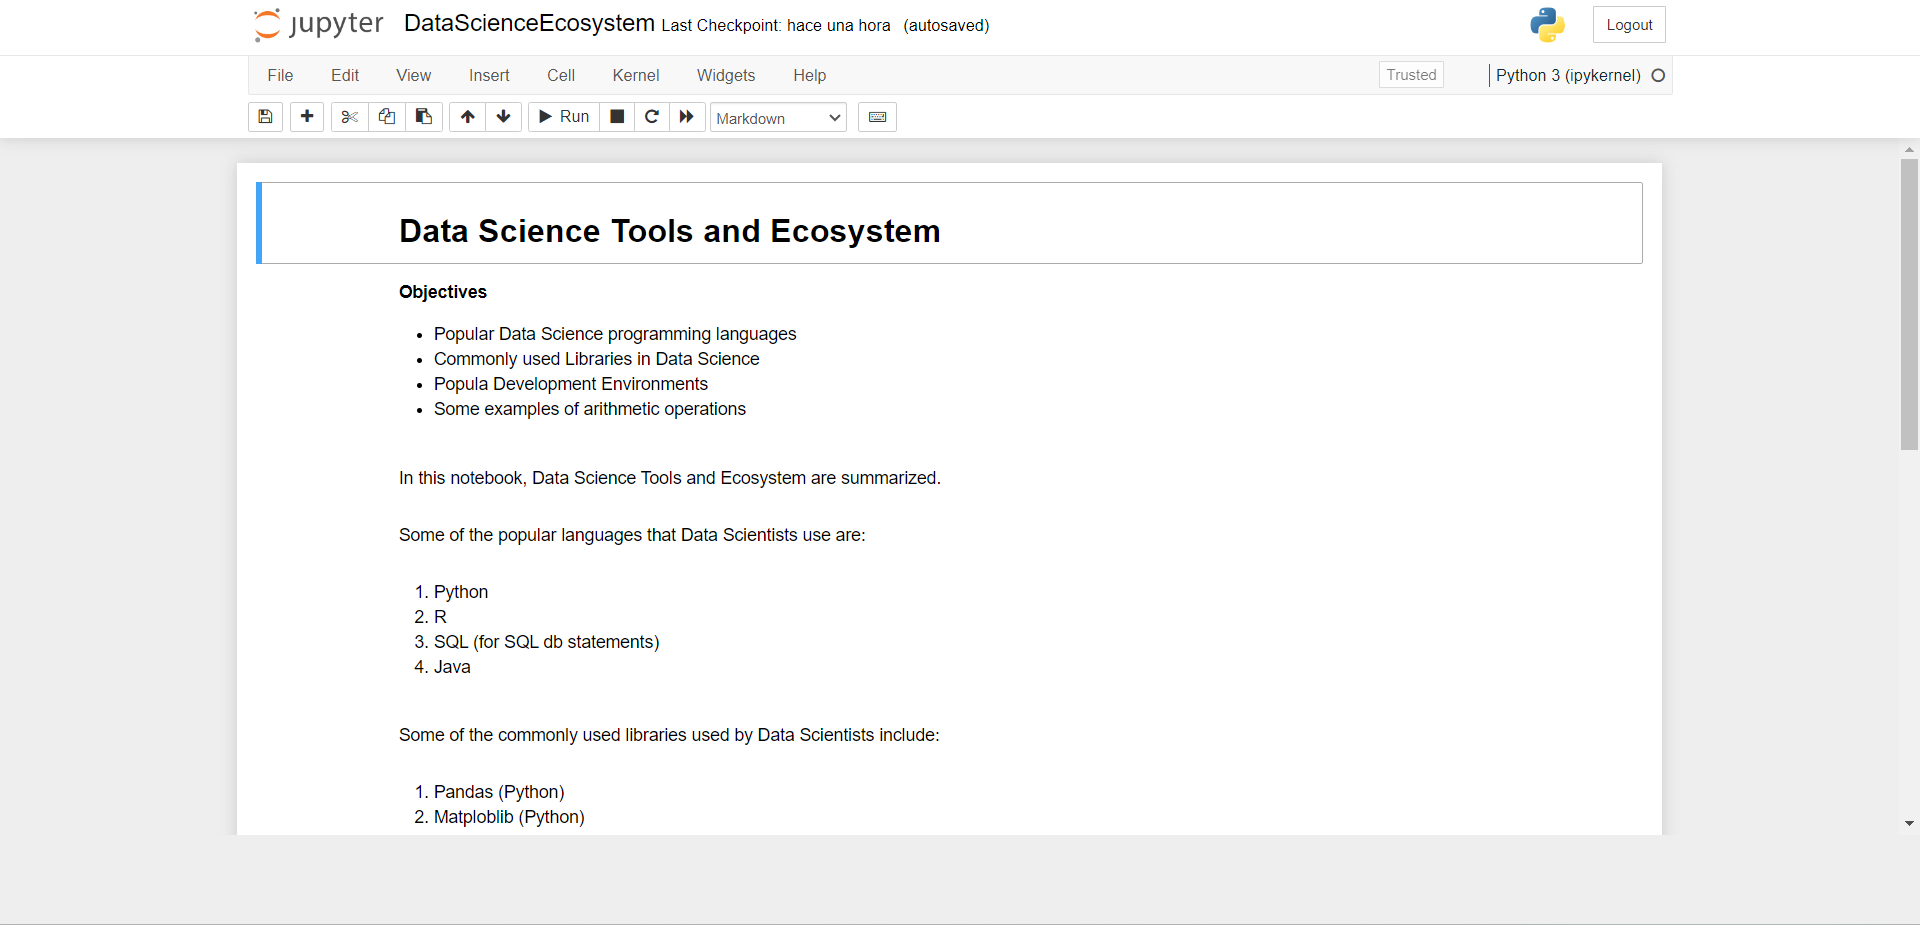 jupyter DataScienceEcosystem Last Checkpoint: hace una hora (autosaved) Logout
File Edit View Insert Cell Kernel Widgets Help Trusted Python 3 (ipykernel)
Run Markdown
Data Science Tools and Ecosystem
Objectives
• Popular Data Science programming languages
• Commonly used Libraries in Data Science
• Popula Development Environments
• Some examples of arithmetic operations
In this notebook, Data Science Tools and Ecosystem are summarized.
Some of the popular languages that Data Scientists use are:
1. Python
2. R
3. SQL (for SQL db statements)
4. Java
Some of the commonly used libraries used by Data Scientists include:
1. Pandas (Python)
2. Matploblib (Python)